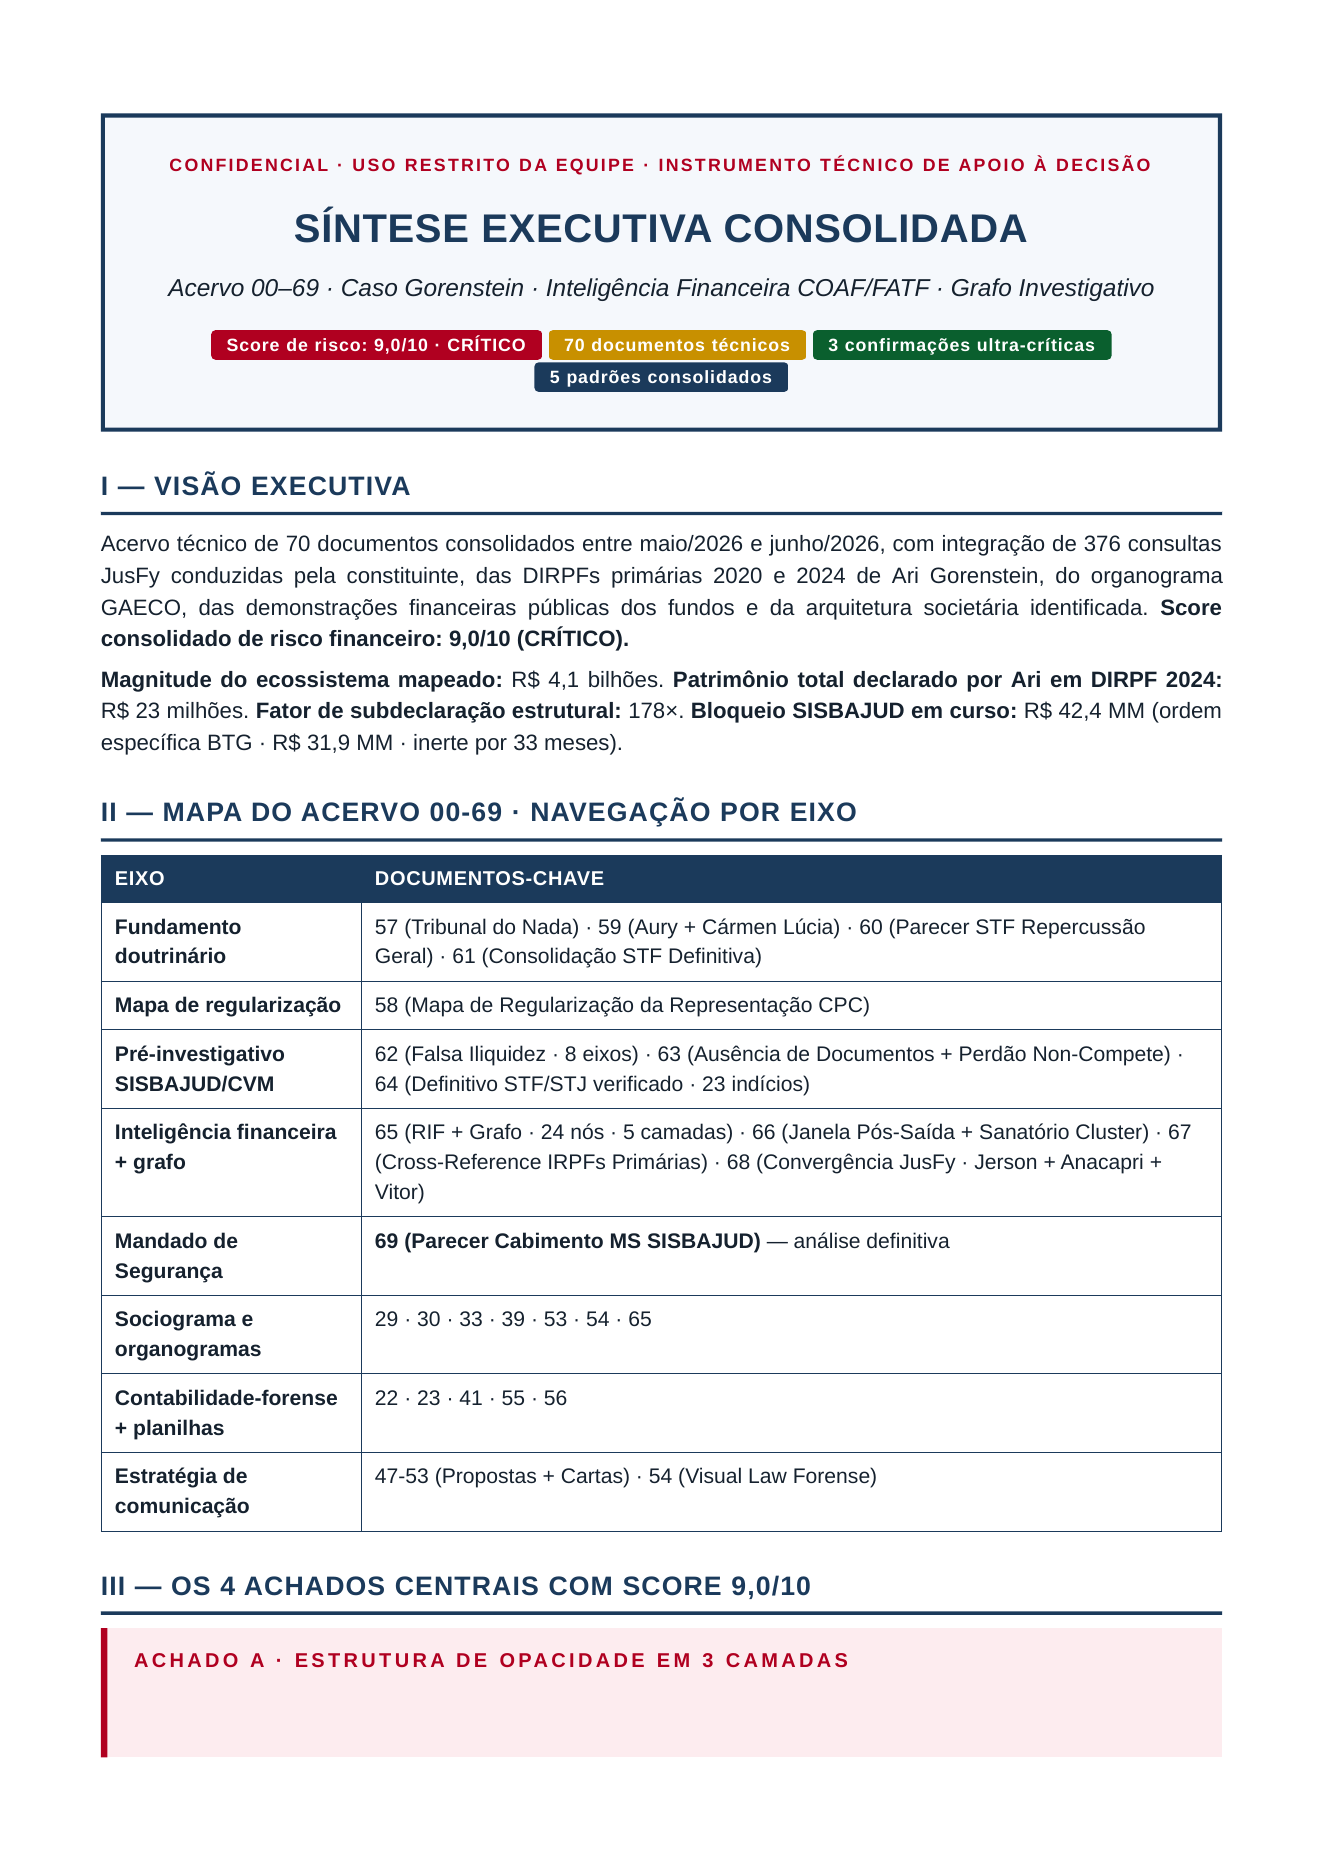 CONFIDENCIAL · USO RESTRITO DA EQUIPE · INSTRUMENTO TÉCNICO DE APOIO À DECISÃO
SÍNTESE EXECUTIVA CONSOLIDADA
Acervo 00–69 · Caso Gorenstein · Inteligência Financeira COAF/FATF · Grafo Investigativo
Score de risco: 9,0/10 · CRÍTICO 70 documentos técnicos 3 confirmações ultra-críticas
5 padrões consolidados
I — VISÃO EXECUTIVA
Acervo técnico de 70 documentos consolidados entre maio/2026 e junho/2026, com integração de 376 consultas
JusFy conduzidas pela constituinte, das DIRPFs primárias 2020 e 2024 de Ari Gorenstein, do organograma
GAECO, das demonstrações financeiras públicas dos fundos e da arquitetura societária identificada. Score
consolidado de risco financeiro: 9,0/10 (CRÍTICO).
Magnitude do ecossistema mapeado: R$ 4,1 bilhões. Patrimônio total declarado por Ari em DIRPF 2024:
R$ 23 milhões. Fator de subdeclaração estrutural: 178×. Bloqueio SISBAJUD em curso: R$ 42,4 MM (ordem
específica BTG · R$ 31,9 MM · inerte por 33 meses).
II — MAPA DO ACERVO 00-69 · NAVEGAÇÃO POR EIXO
EIXO DOCUMENTOS-CHAVE
Fundamento
doutrinário
57 (Tribunal do Nada) · 59 (Aury + Cármen Lúcia) · 60 (Parecer STF Repercussão
Geral) · 61 (Consolidação STF Definitiva)
Mapa de regularização
58 (Mapa de Regularização da Representação CPC)
Pré-investigativo
SISBAJUD/CVM
62 (Falsa Iliquidez · 8 eixos) · 63 (Ausência de Documentos + Perdão Non-Compete) ·
64 (Definitivo STF/STJ verificado · 23 indícios)
Inteligência financeira
+ grafo
65 (RIF + Grafo · 24 nós · 5 camadas) · 66 (Janela Pós-Saída + Sanatório Cluster) · 67
(Cross-Reference IRPFs Primárias) · 68 (Convergência JusFy · Jerson + Anacapri +
Vitor)
Mandado de
Segurança
69 (Parecer Cabimento MS SISBAJUD) — análise definitiva
Sociograma e
organogramas
29 · 30 · 33 · 39 · 53 · 54 · 65
Contabilidade-forense
+ planilhas
22 · 23 · 41 · 55 · 56
Estratégia de
comunicação
47-53 (Propostas + Cartas) · 54 (Visual Law Forense)
III — OS 4 ACHADOS CENTRAIS COM SCORE 9,0/10
ACHADO A · ESTRUTURA DE OPACIDADE EM 3 CAMADAS